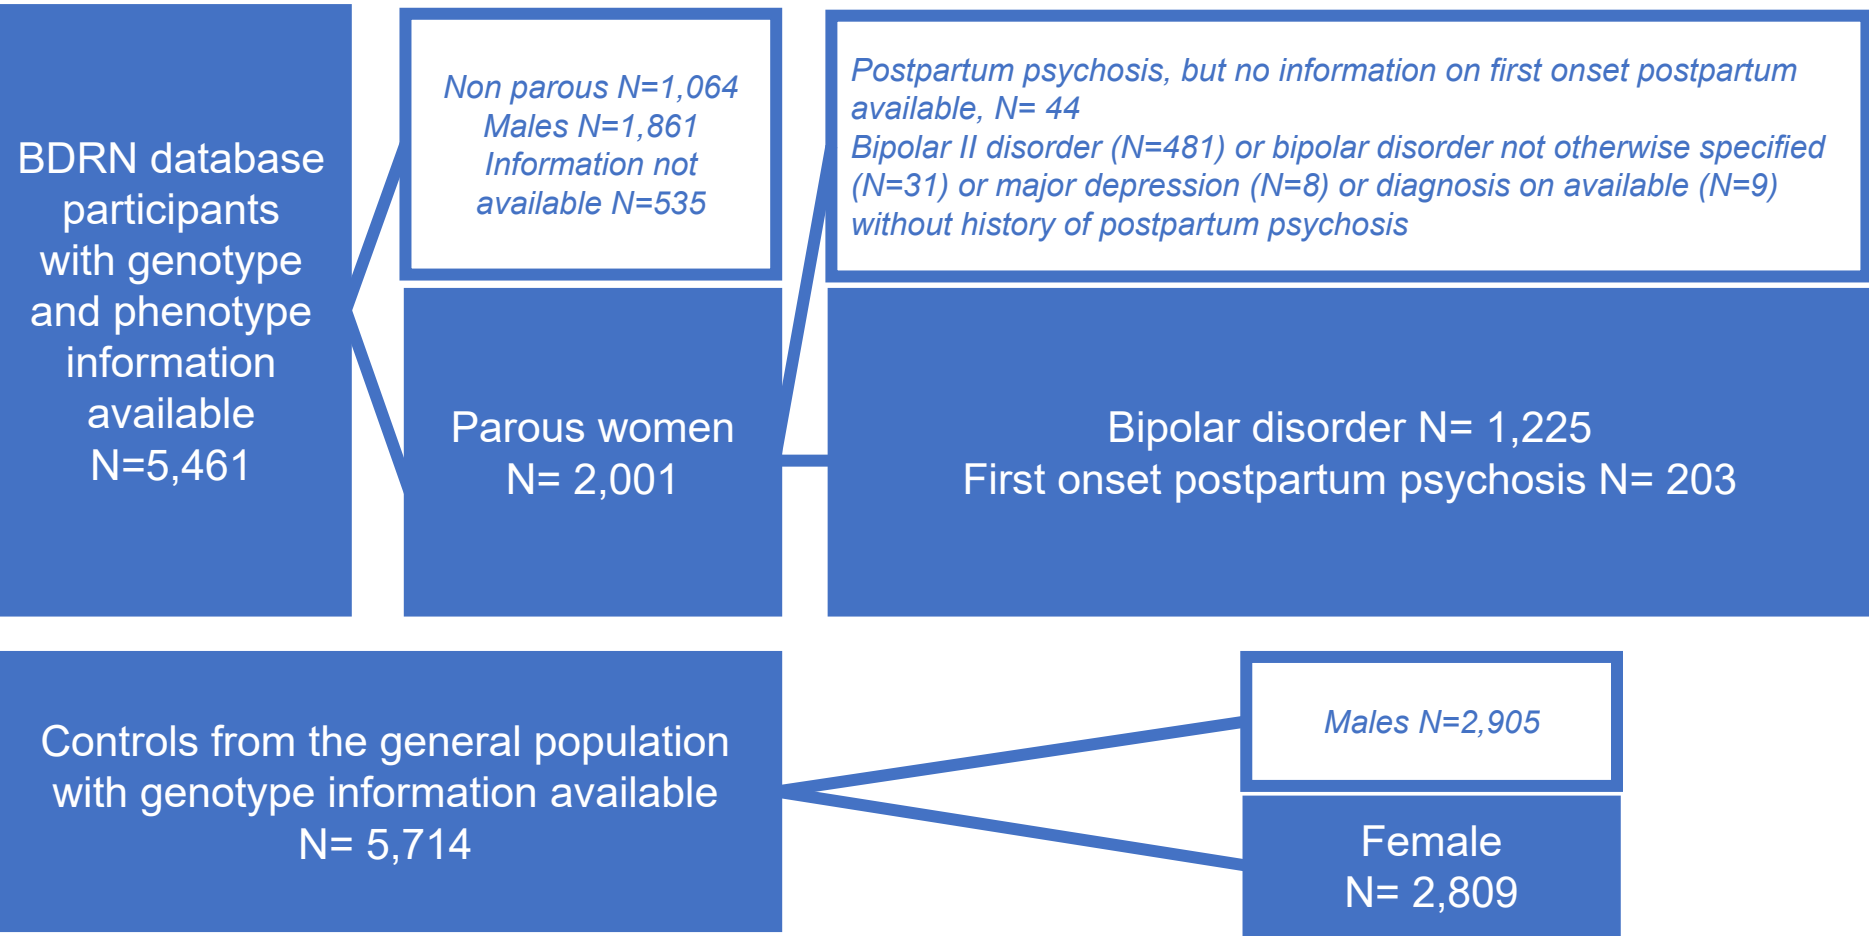 BDRN database
participants
with genotype
and phenotype
information
available
N=5,461
Non parous N=1,064
Males N=1,861
Information not
available N=535
Parous women
N= 2,001
Postpartum psychosis, but no information on first onset postpartum
available, N= 44
Bipolar II disorder (N=481) or bipolar disorder not otherwise specified
(N=31) or major depression (N=8) or diagnosis on available (N=9)
without history of postpartum psychosis
Bipolar disorder N= 1,225
First onset postpartum psychosis N= 203
Controls from the general population
with genotype information available
N= 5,714
Males N=2,905
Female
N= 2,809